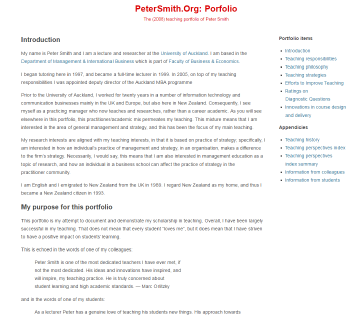 PeterSmith.Org: Porfolio
The (2005) teaching portfolio of Peter Smith
Introduction
My name is Peter Smith and I am a lecturer and researcher at the University of Auckland. I am based in the
Department of Management & International Business which is part of Faculty of Business & Economics.
I began tutoring here in 1997, and became a full-time lecturer in 1999. In 2005, on top of my teaching
responsibilities I was appointed deputy director of the Auckland MBA programme
Prior to the University of Auckland, I worked for twenty years in a number of information technology and
communication businesses mainly in the UK and Europe, but also here in New Zealand. Consequently, I see
myself as a practicing manager who now teaches and researches, rather than a career academic. As you will see
elsewhere in this portfolio, this practitioner/academic mix permeates my teaching. This mixture means that I am
interested in the area of general management and strategy, and this has been the focus of my main teaching.
My research interests are aligned with my teaching interests, in that it is based on practice of strategy; specifically, I
am interested in how an individual's practice of management and strategy, in an organisation, makes a difference
to the firm's strategy. Necessarily, I would say, this means that I am also interested in management education as a
topic of research, and how an individual in a business school can affect the practice of strategy in the
practitioner community.
I am English and I emigrated to New Zealand from the UK in 1989. I regard New Zealand as my home, and thus I
became a New Zealand citizen in 1993.
My purpose for this portfolio
This portfolio is my attempt to document and demonstrate my scholarship in teaching. Overall, I have been largely
successful in my teaching. That does not mean that every student "loves me", but it does mean that I have striven
to have a positive impact on students' learning.
This is echoed in the words of one of my colleagues:
Peter Smith is one of the most dedicated teachers I have ever met, if
not the most dedicated. His ideas and innovations have inspired, and
will inspire, my teaching practice. He is truly concerned about
student learning and high academic standards. — Marc Orlitzky.
and in the words of one of my students:
As a lecturer Peter has a genuine love of teaching his students new things. His approach towards
Portfolio items
Introduction
Teaching responsibilities
Teaching philosophy
Teaching strategies
Efforts to Improve Teaching
Ratings on
Diagnostic Questions
Innovations in course design
and delivery
Appendicies
Teaching history
Teaching perspectives index
Teaching perspectives
index summary
Information from colleagues
Information from students